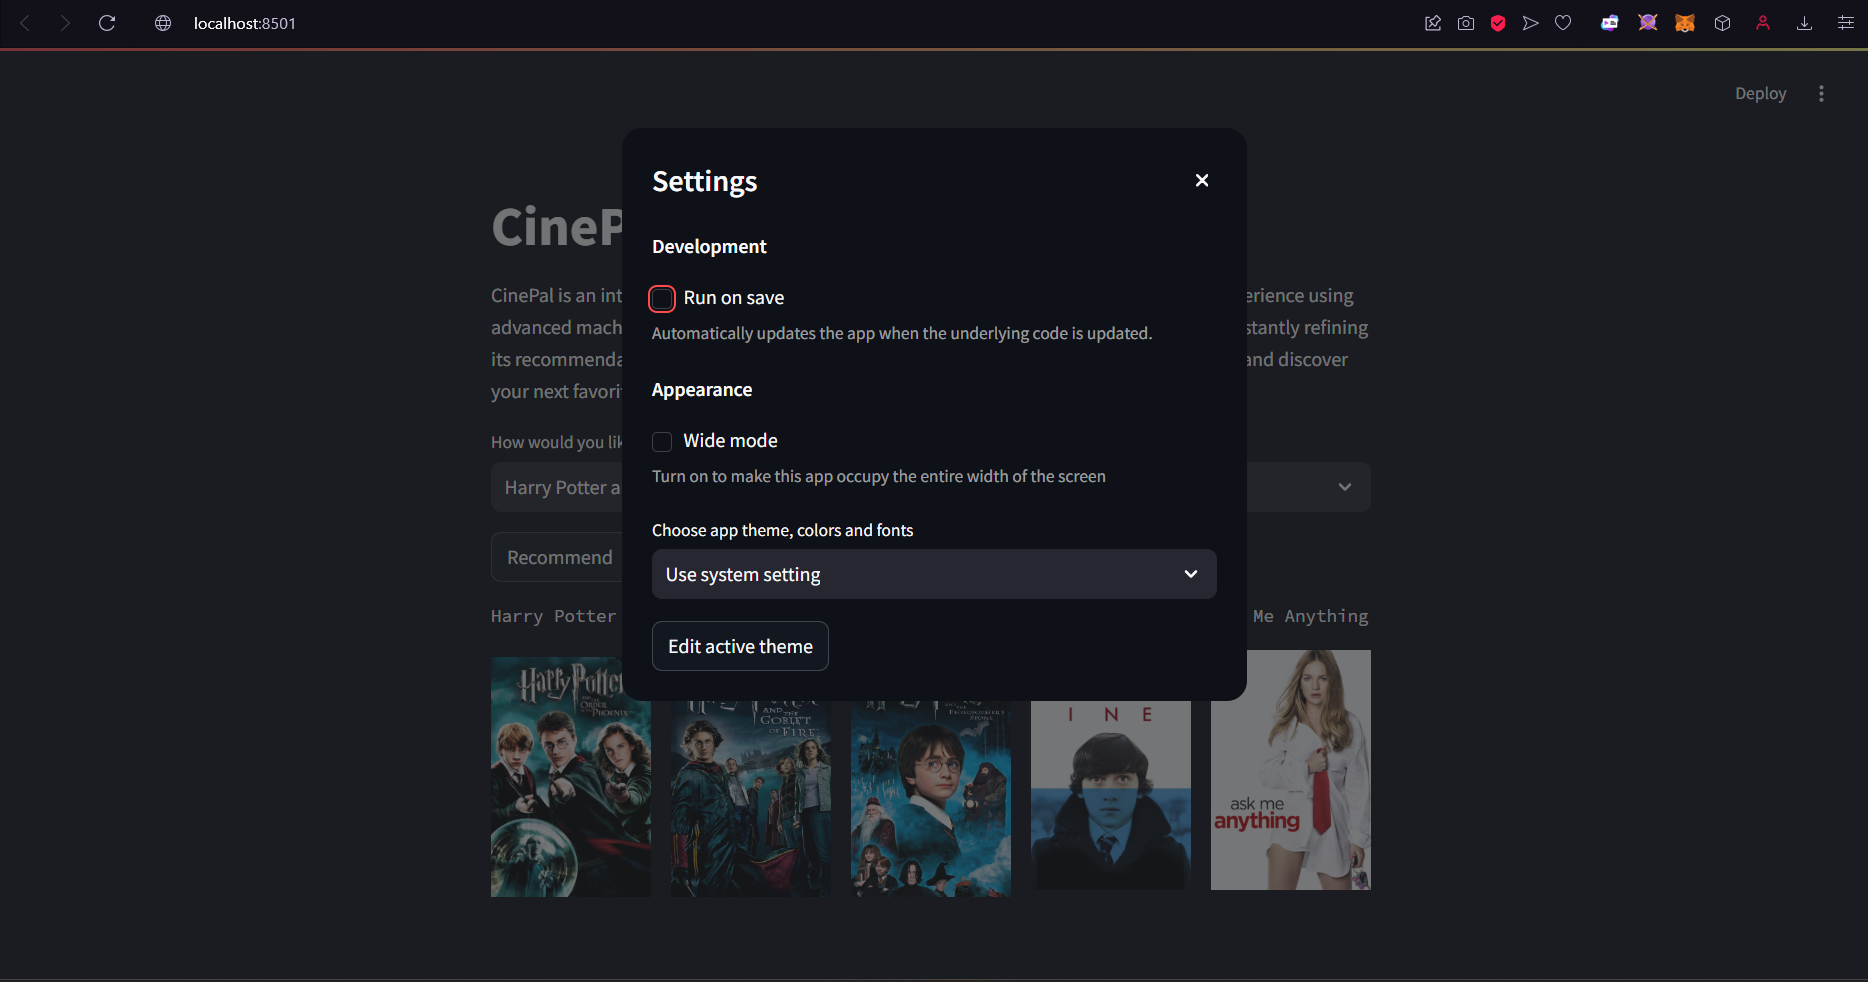 localhost:8501
Deploy
Settings
Development
Run on save
Automatically updates the app when the underlying code is updated.
Appearance
Wide mode
Turn on to make this app occupy the entire width of the screen
Choose app theme, colors and fonts
Use system setting
Edit active theme
CineP
CinePal is an int
erience using
advanced mach
stantly refining
its recommenda
and discover
your next favori
How would you lik
Harry Potter a
Recommend
Harry Potter
Me Anything
Harry Potter
AND THE
ORDER OF THE PHOENIX
AND THE
GOBLET
OF FIRE
AND THE
PHILOSOPHER'S
STONE
I N E
ask me
anything